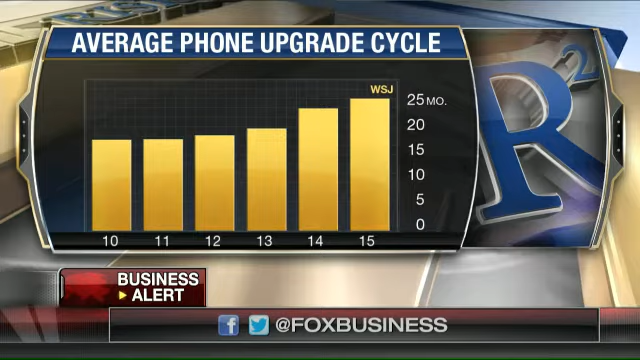 AVERAGE PHONE UPGRADE CYCLE
WSJ
25 MO.
20
15
10
5
0
10 11 12 13 14 15
R2
BUSINESS
ALERT
@FOXBUSINESS